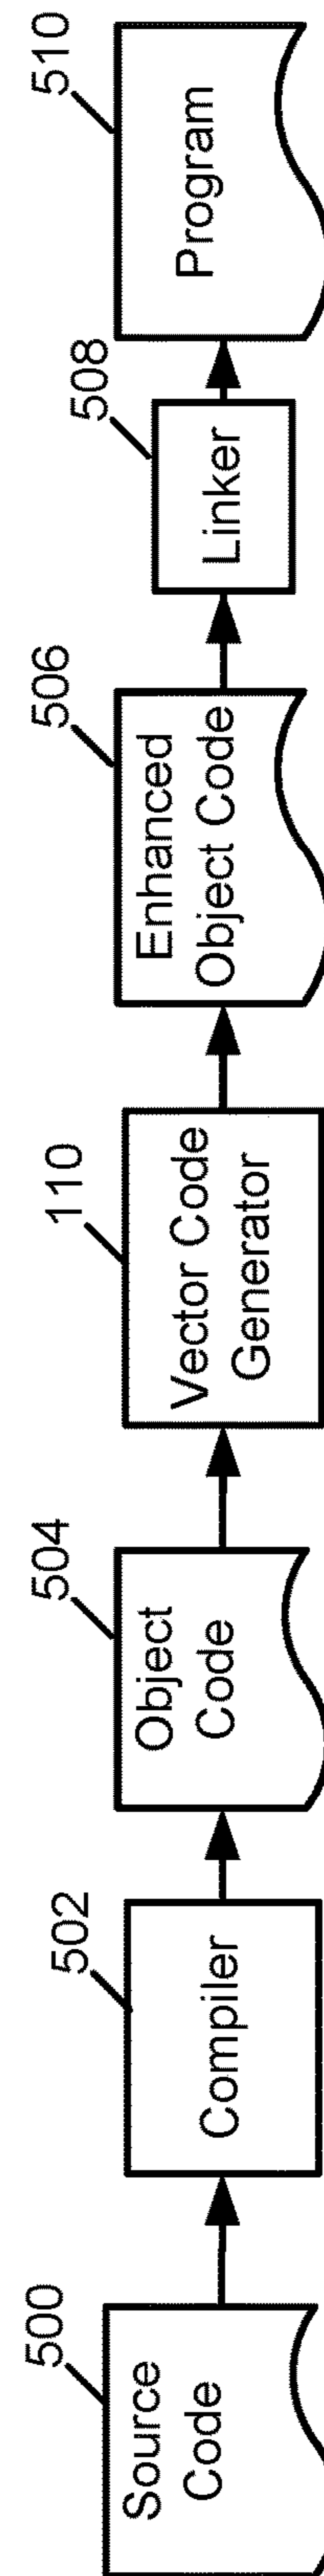 500
Source
Code
502
Compiler
504
Object
Code
110
Vector Code
Generator
506
Enhanced
Object Code
508
Linker
510
Program